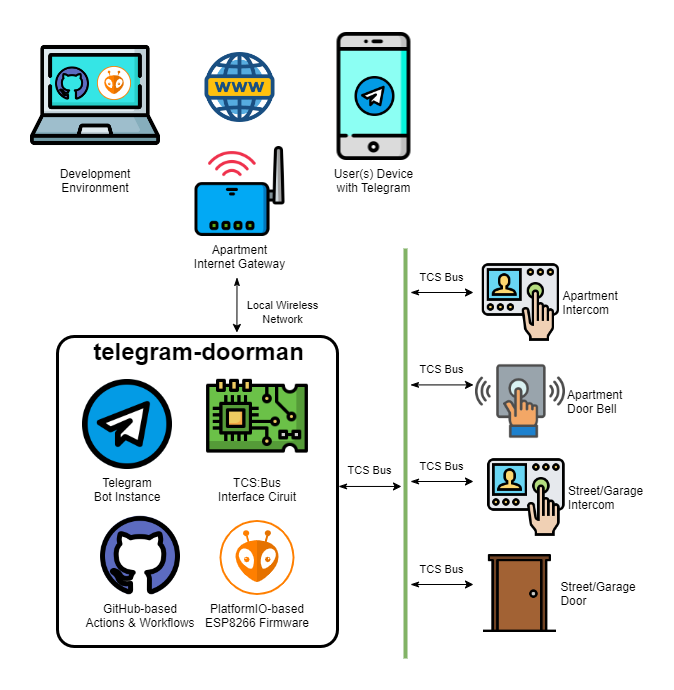 WWW
Development
Environment
User(s) Device
with Telegram
Apartment
Internet Gateway
Local Wireless
Network
telegram-doorman
Telegram
Bot Instance
TCS:Bus
Interface Ciruit
GitHub-based
Actions & Workflows
PlatformIO-based
ESP8266 Firmware
TCS Bus
TCS Bus
Apartment
Intercom
TCS Bus
Apartment
Door Bell
TCS Bus
Street/Garage
Intercom
TCS Bus
Street/Garage
Door